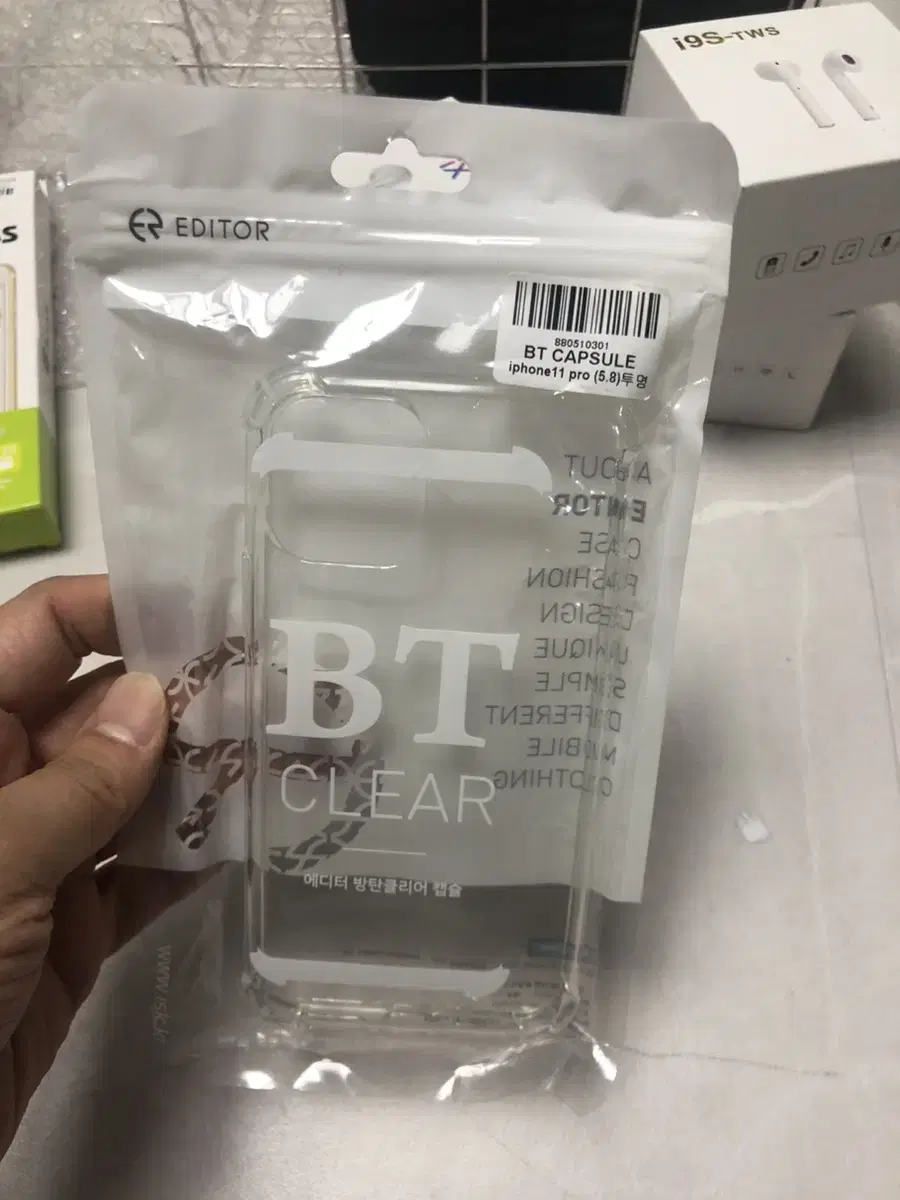 i9S-TWS
EDITOR
880510301
BT CAPSULE
iphone11 pro (5.8)투명
ABOUT
EDITOR
CASE
FASHION
DESIGN
UNIQUE
SIMPLE
DIFFERENT
MOBILE
CLOTHING
BT
CLEAR
에디터 방탄클리어 캡슐